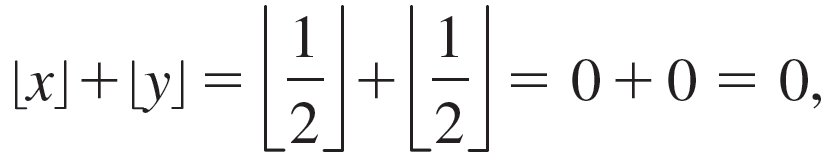 ⌊x⌋ + ⌊y⌋ = ⌊1/2⌋ + ⌊1/2⌋ = 0 + 0 = 0,